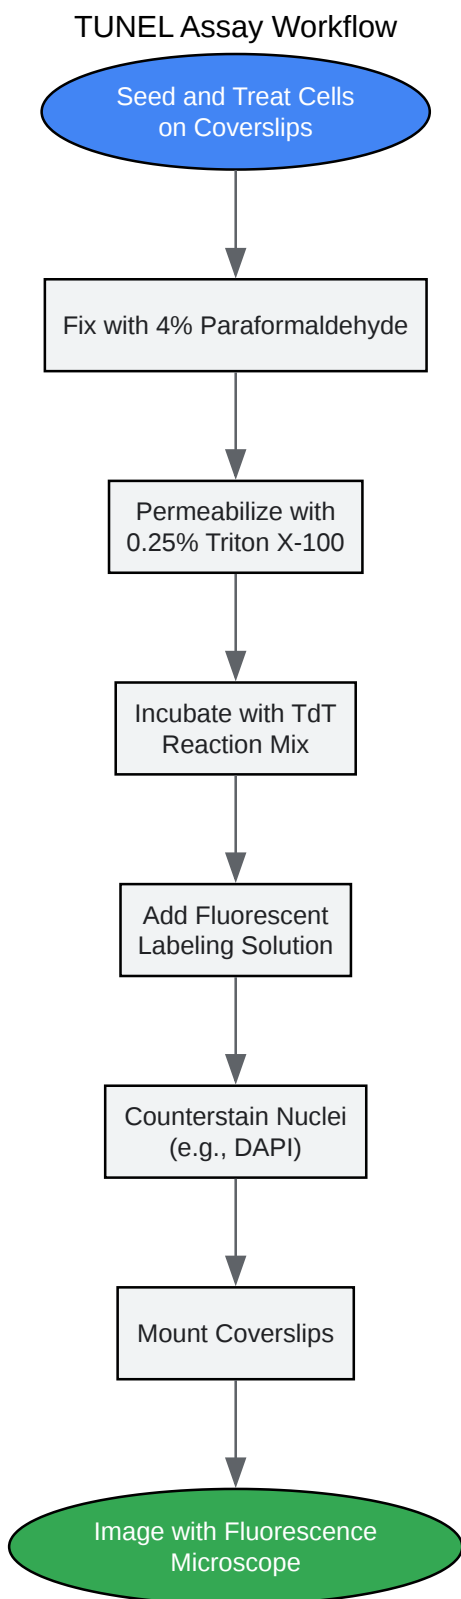 TUNEL Assay Workflow
Seed and Treat Cells
on Coverslips
Fix with 4% Paraformaldehyde
Permeabilize with
0.25% Triton X-100
Incubate with TdT
Reaction Mix
Add Fluorescent
Labeling Solution
Counterstain Nuclei
(e.g., DAPI)
Mount Coverslips
Image with Fluorescence
Microscope